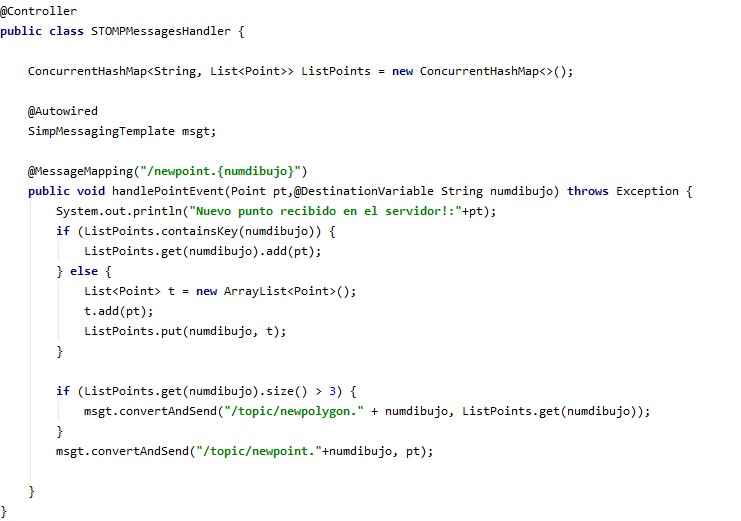 @Controller
public class STOMPMessagesHandler {
ConcurrentHashMap<String, List<Point>> ListPoints = new ConcurrentHashMap<>();
@Autowired
SimpMessagingTemplate msgt;
@MessageMapping("/newpoint.{numdibujo}")
public void handlePointEvent(Point pt,@DestinationVariable String numdibujo) throws Exception {
System.out.println("Nuevo punto recibido en el servidor!:"+pt);
if (ListPoints.containsKey(numdibujo)) {
ListPoints.get(numdibujo).add(pt);
} else {
List<Point> t = new ArrayList<Point>();
t.add(pt);
ListPoints.put(numdibujo, t);
}
if (ListPoints.get(numdibujo).size() > 3) {
msgt.convertAndSend("/topic/newpolygon." + numdibujo, ListPoints.get(numdibujo));
}
msgt.convertAndSend("/topic/newpoint."+numdibujo, pt);
}
}